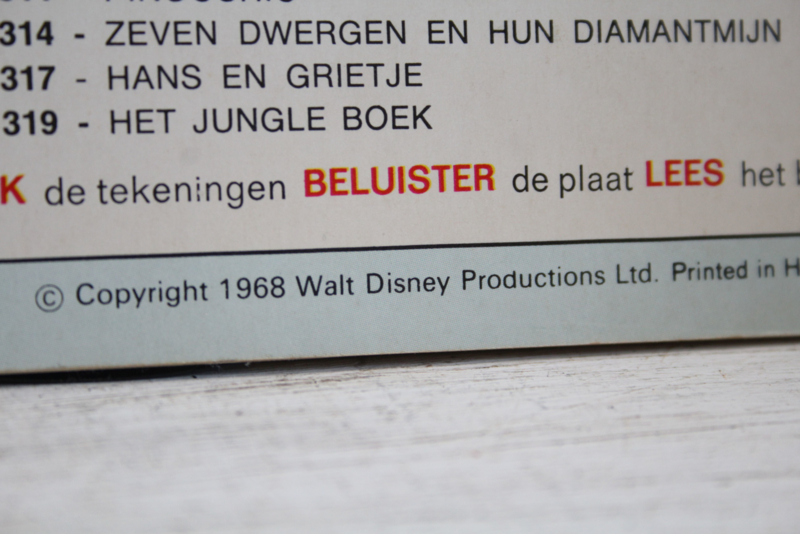 314 - ZEVEN DWERGEN EN HUN DIAMANTMIJN
317 - HANS EN GRIETJE
319 - HET JUNGLE BOEK
K de tekeningen BELUISTER de plaat LEES het
© Copyright 1968 Walt Disney Productions Ltd. Printed in H